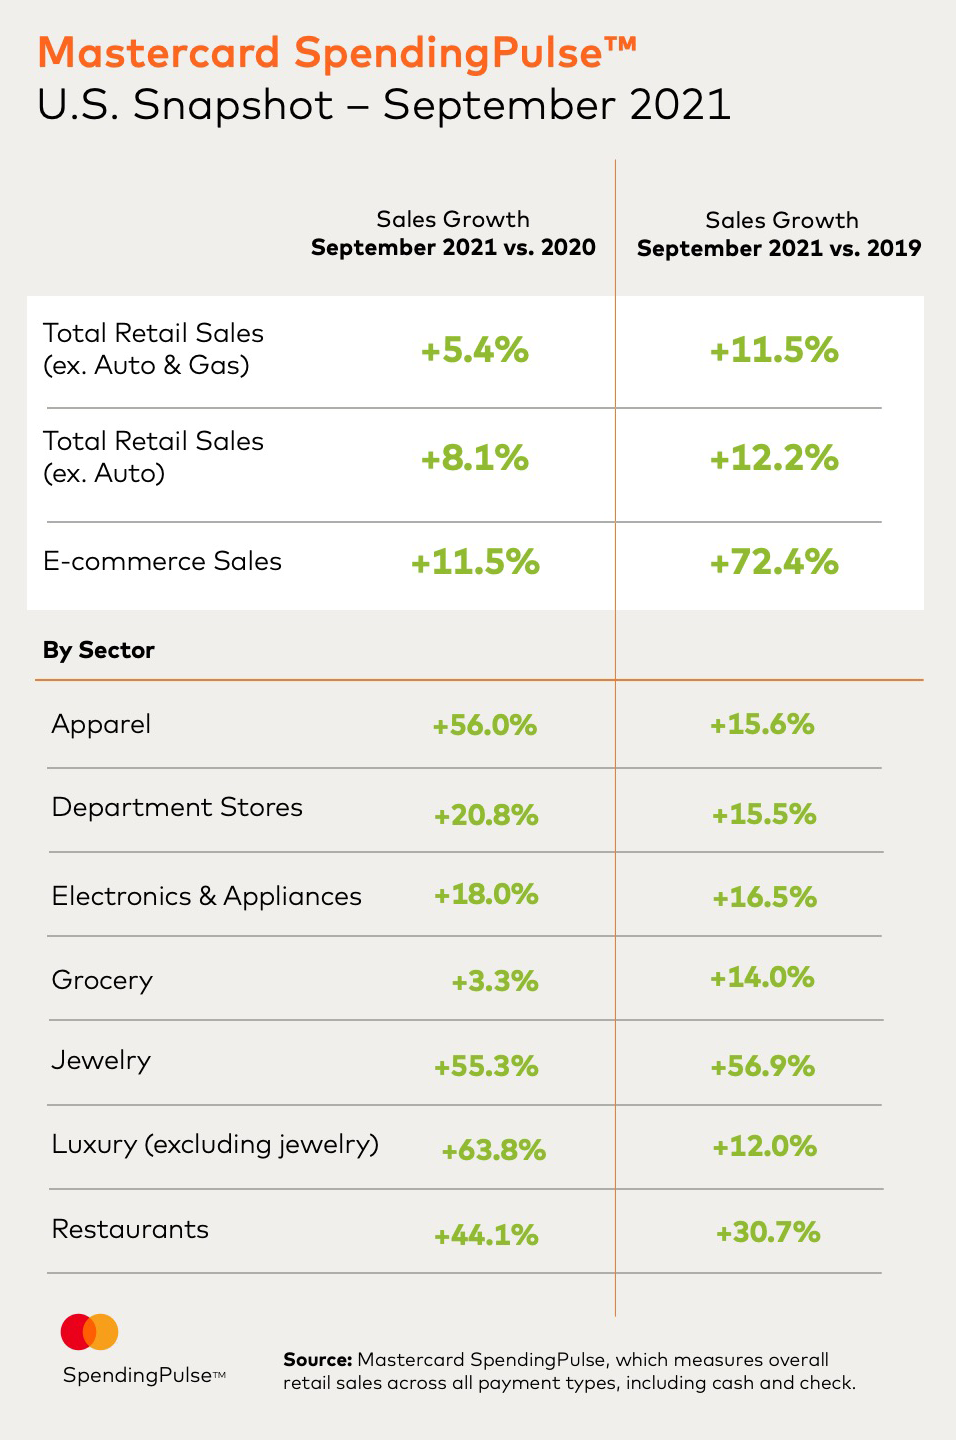 Mastercard SpendingPulse™
U.S. Snapshot – September 2021
Sales Growth
September 2021 vs. 2020
Sales Growth
September 2021 vs. 2019
Total Retail Sales
(ex. Auto & Gas)
+5.4%
+11.5%
Total Retail Sales
(ex. Auto)
+8.1%
+12.2%
E-commerce Sales
+11.5%
+72.4%
By Sector
Apparel
+56.0%
+15.6%
Department Stores
+20.8%
+15.5%
Electronics & Appliances
+18.0%
+16.5%
Grocery
+3.3%
+14.0%
Jewelry
+55.3%
+56.9%
Luxury (excluding jewelry)
+63.8%
+12.0%
Restaurants
+44.1%
+30.7%
SpendingPulse™
Source: Mastercard SpendingPulse, which measures overall
retail sales across all payment types, including cash and check.